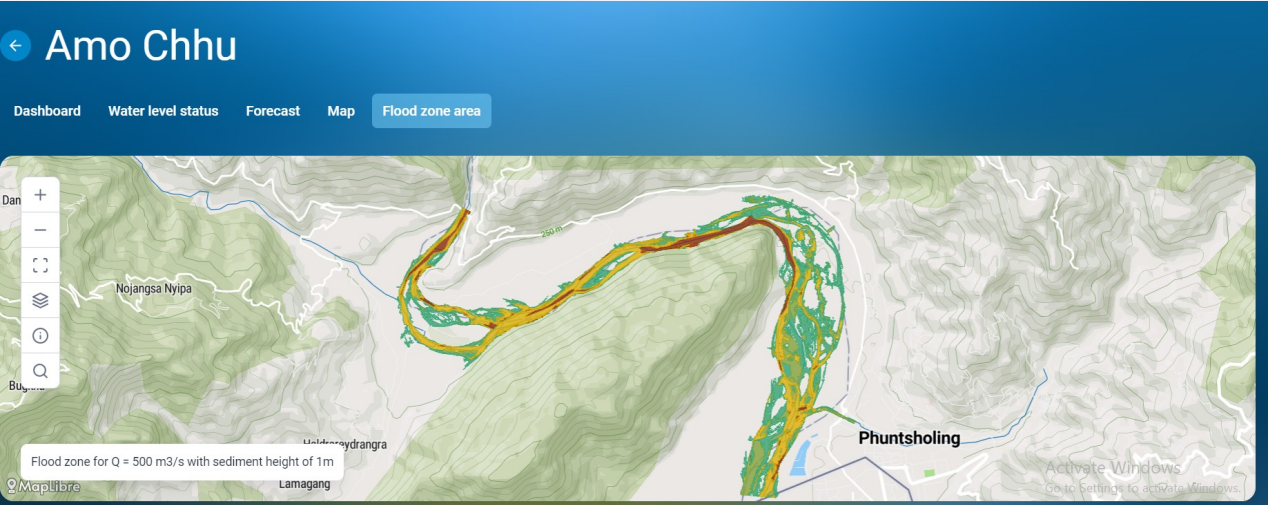 Amo Chhu
Dashboard
Water level status
Forecast
Map
Flood zone area
Dan
250 m
Nojangsa Nyipa
Phuntsholing
Flood zone for Q = 500 m3/s with sediment height of 1m
Lamagang
MapLibre
Activate Windows
Go to Settings to activate Windows.